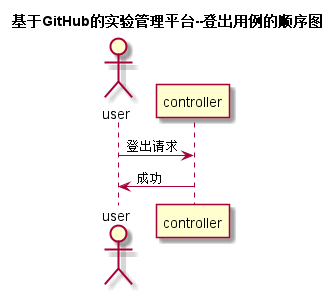 基于GitHub的实验管理平台--登出用例的顺序图
user
controller
登出请求
成功
user
controller